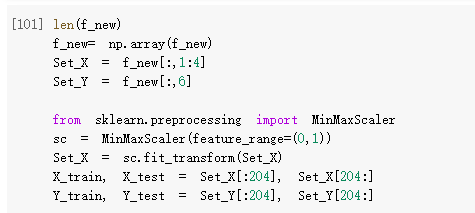 [101] len(f_new)
f_new= np.array(f_new)
Set_X = f_new[:,1:4]
Set_Y = f_new[:,6]
from sklearn.preprocessing import MinMaxScaler
sc = MinMaxScaler(feature_range=(0,1))
Set_X = sc.fit_transform(Set_X)
X_train, X_test = Set_X[:204], Set_X[204:]
Y_train, Y_test = Set_Y[:204], Set_Y[204:]